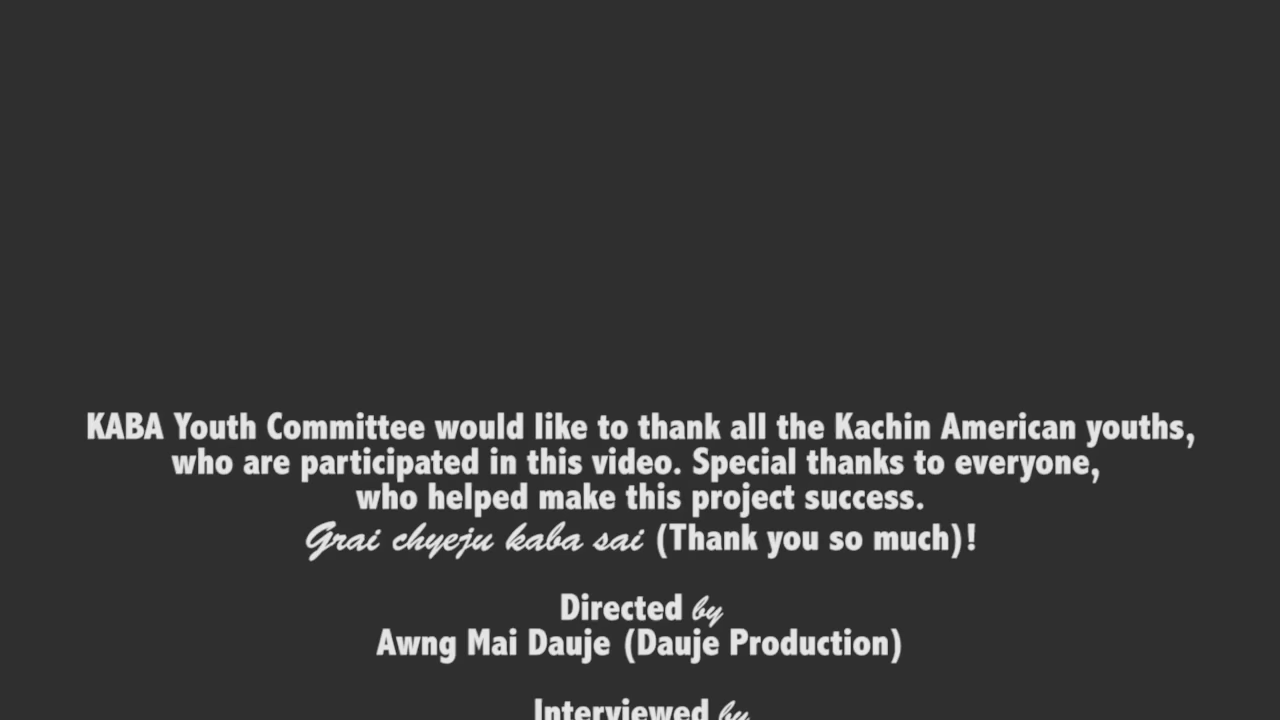 KABA Youth Committee would like to thank all the Kachin American youths,
who are participated in this video. Special thanks to everyone,
who helped make this project success.
Grai chyeju kaba sai (Thank you so much)!
Directed by
Awng Mai Dauje (Dauje Production)
Interviewed by